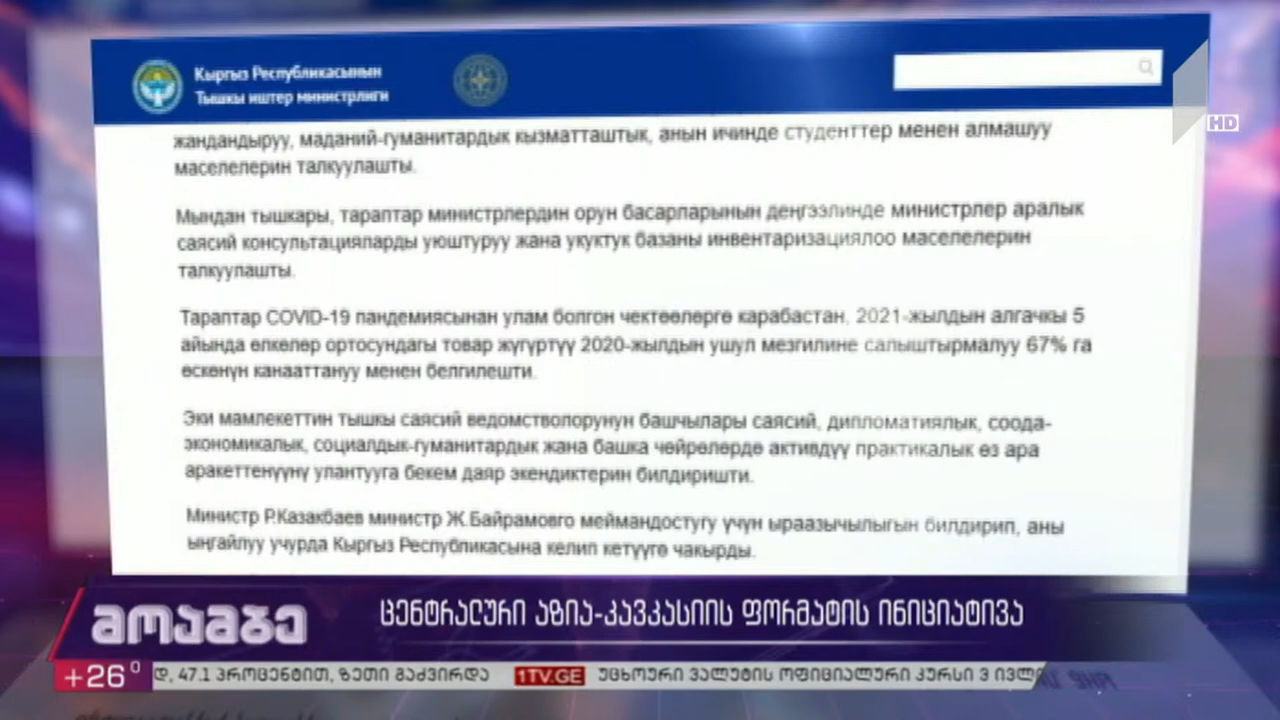 Кыргыз Республикасынын
Тышкы иштер министрлиги
HD
жандандыруу, маданий-гуманитардык кызматташтык, анын ичинде студенттер менен алмашуу
маселелерин талкуулашты.
Мындан тышкары, тараптар министрлердин орун басарларынын деңгээлинде министрлер аралык
саясий консультацияларды уюштуруу жана укуктук базаны инвентаризациялоо маселелерин
талкуулашты.
Тараптар COVID-19 пандемиясынан улам болгон чектөөлөргө карабастан, 2021-жылдын алгачкы 5
айында өлкөлөр ортосундагы товар жүгүртүү 2020-жылдын ушул мезгилине салыштырмалуу 67% га
өскөнүн канааттануу менен белгилешти.
Эки мамлекеттин тышкы саясий ведомстволорунун башчылары саясий, дипломатиялык, соода-
экономикалык, социалдык-гуманитардык жана башка чөйрөлөрдө активдүү практикалык өз ара
аракеттенүүнү улантууга бекем даяр экендиктерин билдиришти.
Министр Р.Казакбаев министр Ж.Байрамовго меймандостугу үчүн ыраазычылыгын билдирип, аны
ыңгайлуу учурда Кыргыз Республикасына келип кетүүгө чакырды.
მოამბე
ცენტრალური აზია-კავკასიის ფორმატის ინიციატივა
+26°
დ, 47.1 პროცენტით, ზეთი გაძვირდა 1TV.GE უცხოური ვალუტის ოფიციალური კურსი 3 ივლ